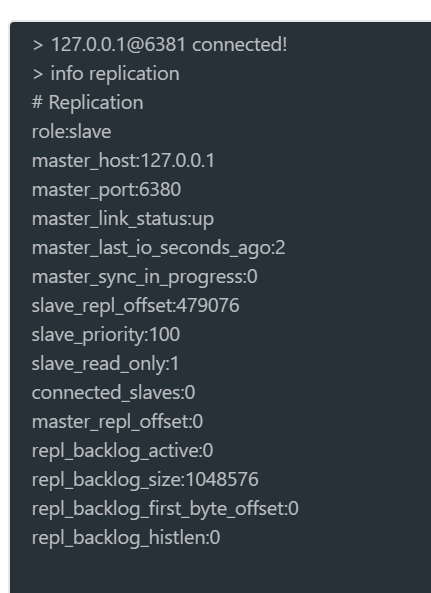 > 127.0.0.1@6381 connected!
> info replication
# Replication
role:slave
master_host:127.0.0.1
master_port:6380
master_link_status:up
master_last_io_seconds_ago:2
master_sync_in_progress:0
slave_repl_offset:479076
slave_priority:100
slave_read_only:1
connected_slaves:0
master_repl_offset:0
repl_backlog_active:0
repl_backlog_size:1048576
repl_backlog_first_byte_offset:0
repl_backlog_histlen:0